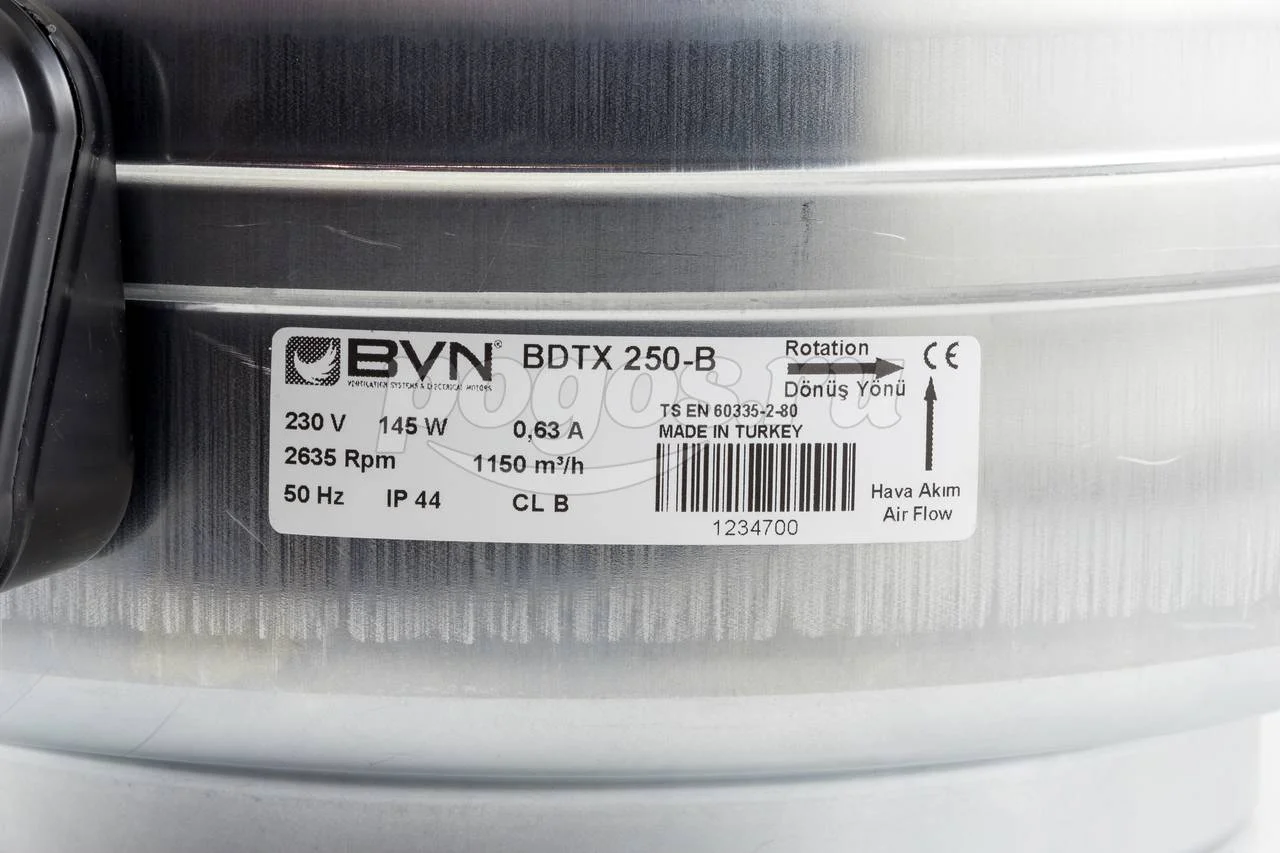 BVN®
VENTILATION SYSTEMS & ELECTRICAL MOTORS
BDTX 250-B
Rotation
Dönüş Yönü
CE
230 V 145 W 0,63 A
2635 Rpm 1150 m³/h
50 Hz IP 44 CL B
TS EN 60335-2-80
MADE IN TURKEY
1234700
Hava Akım
Air Flow
pogos.ru